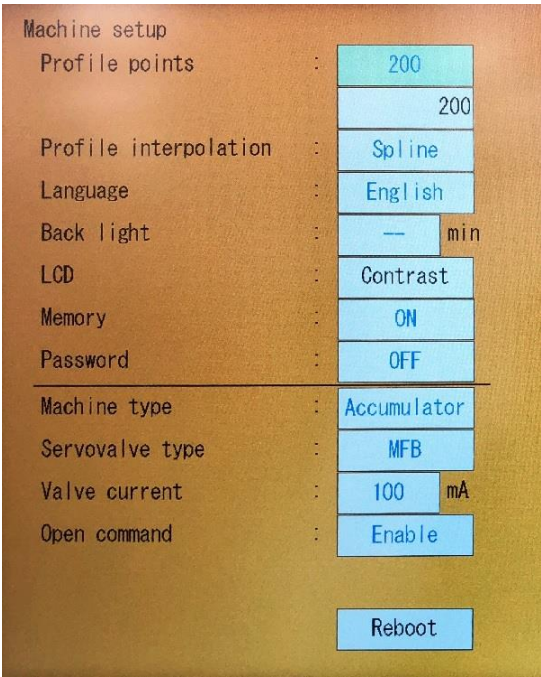 Machine setup
Profile points : 200
200
Profile interpolation : Spline
Language : English
Back light : -- min
LCD : Contrast
Memory : ON
Password : OFF
Machine type : Accumulator
Servovalve type : MFB
Valve current : 100 mA
Open command : Enable
Reboot